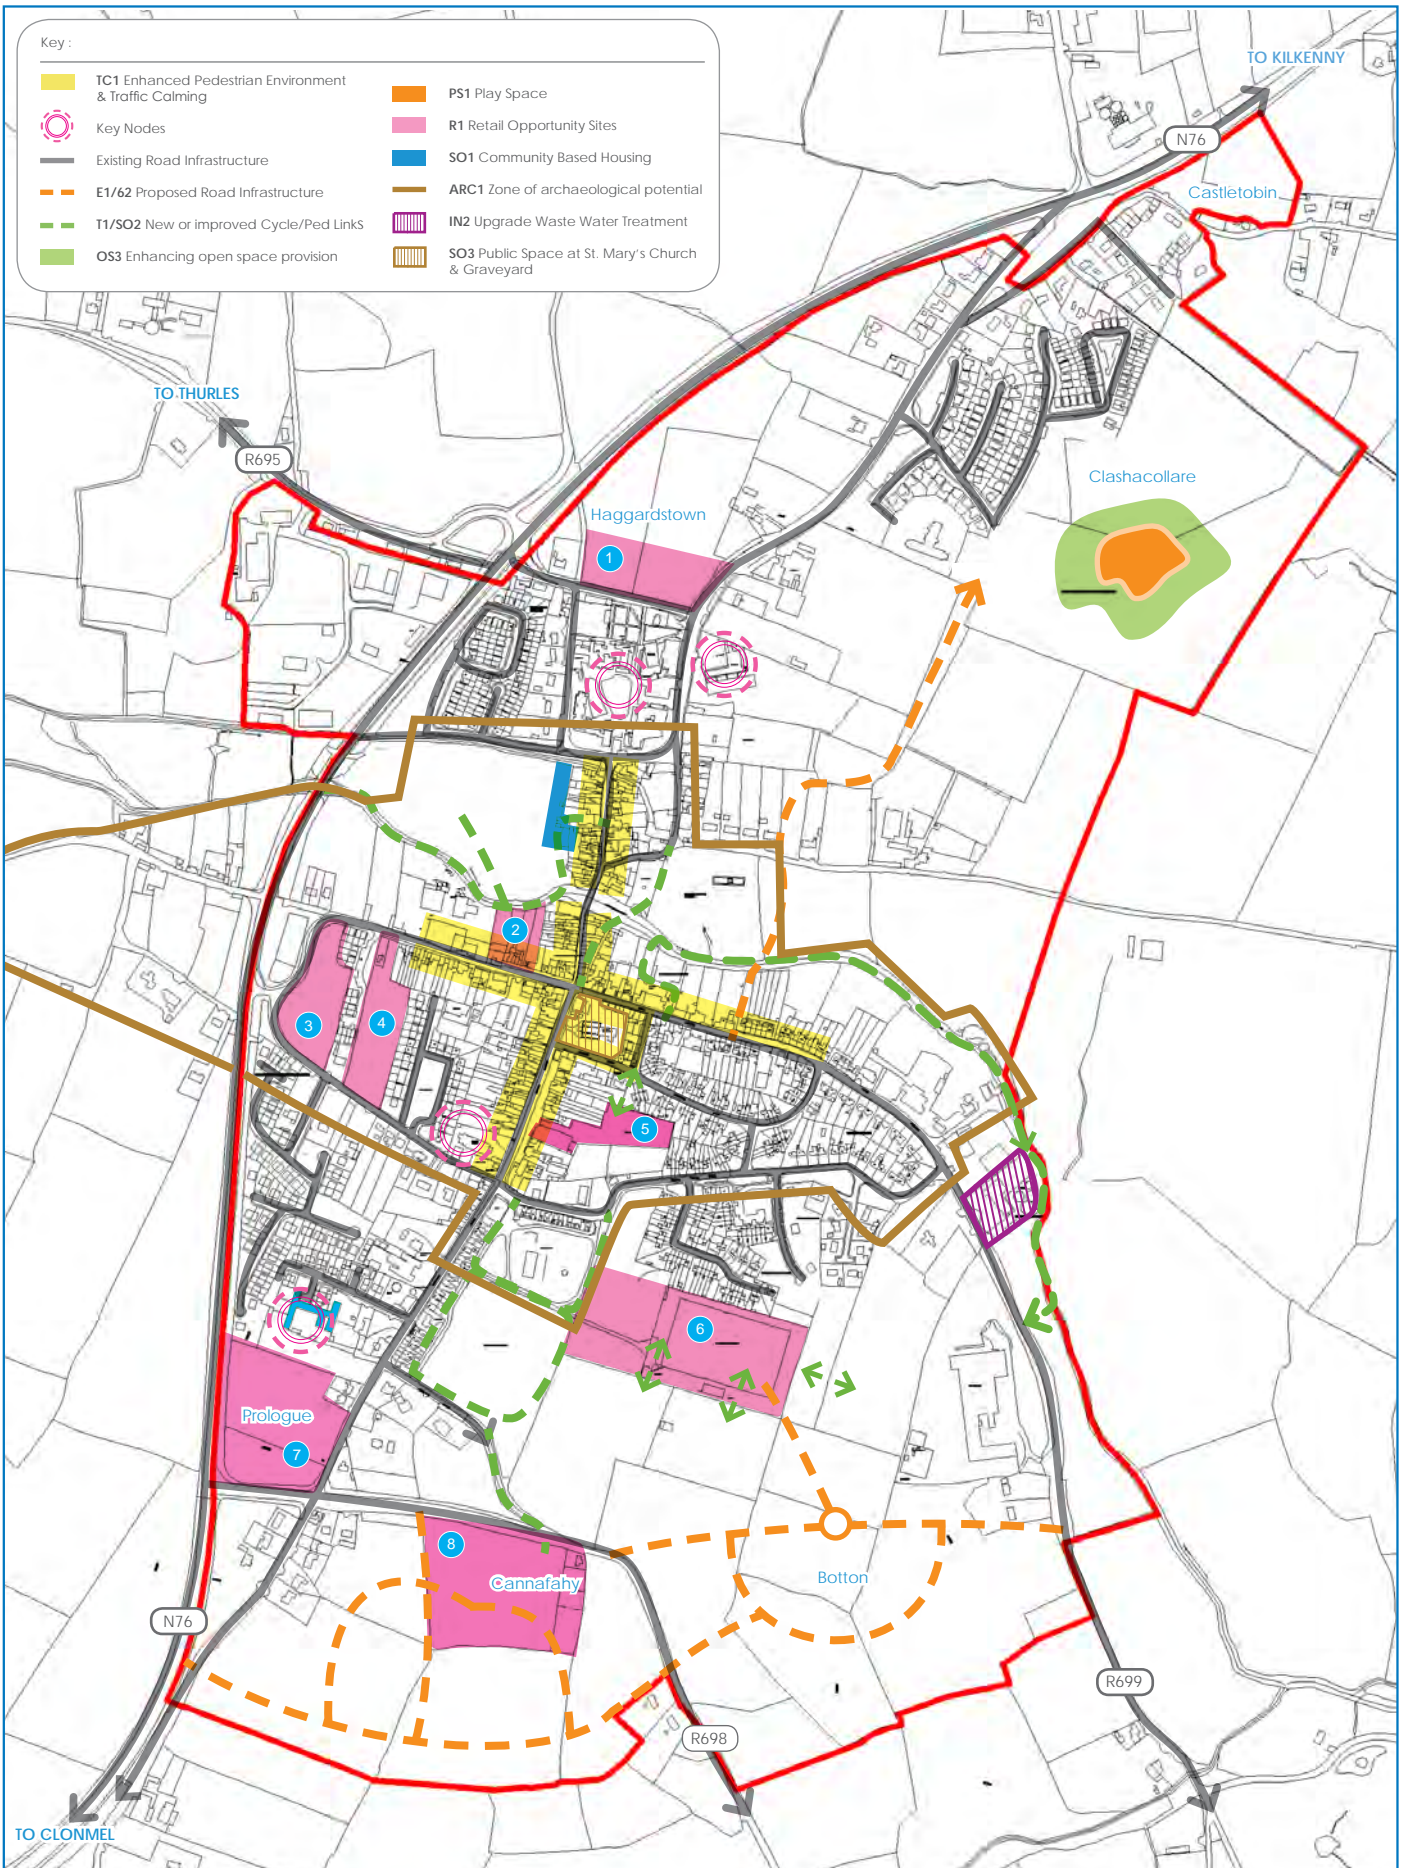 Key :
TC1 Enhanced Pedestrian Environment
& Traffic Calming
Key Nodes
Existing Road Infrastructure
E1/62 Proposed Road Infrastructure
T1/SO2 New or improved Cycle/Ped Links
OS3 Enhancing open space provision
PS1 Play Space
R1 Retail Opportunity Sites
SO1 Community Based Housing
ARC1 Zone of archaeological potential
IN2 Upgrade Waste Water Treatment
SO3 Public Space at St. Mary's Church
& Graveyard
TO KILKENNY
N76
Castletobin
TO THURLES
R695
Clashacollare
Haggardstown
1
2
3
4
5
6
Prologue
7
8
Cannafahy
Botton
N76
R699
R698
TO CLONMEL